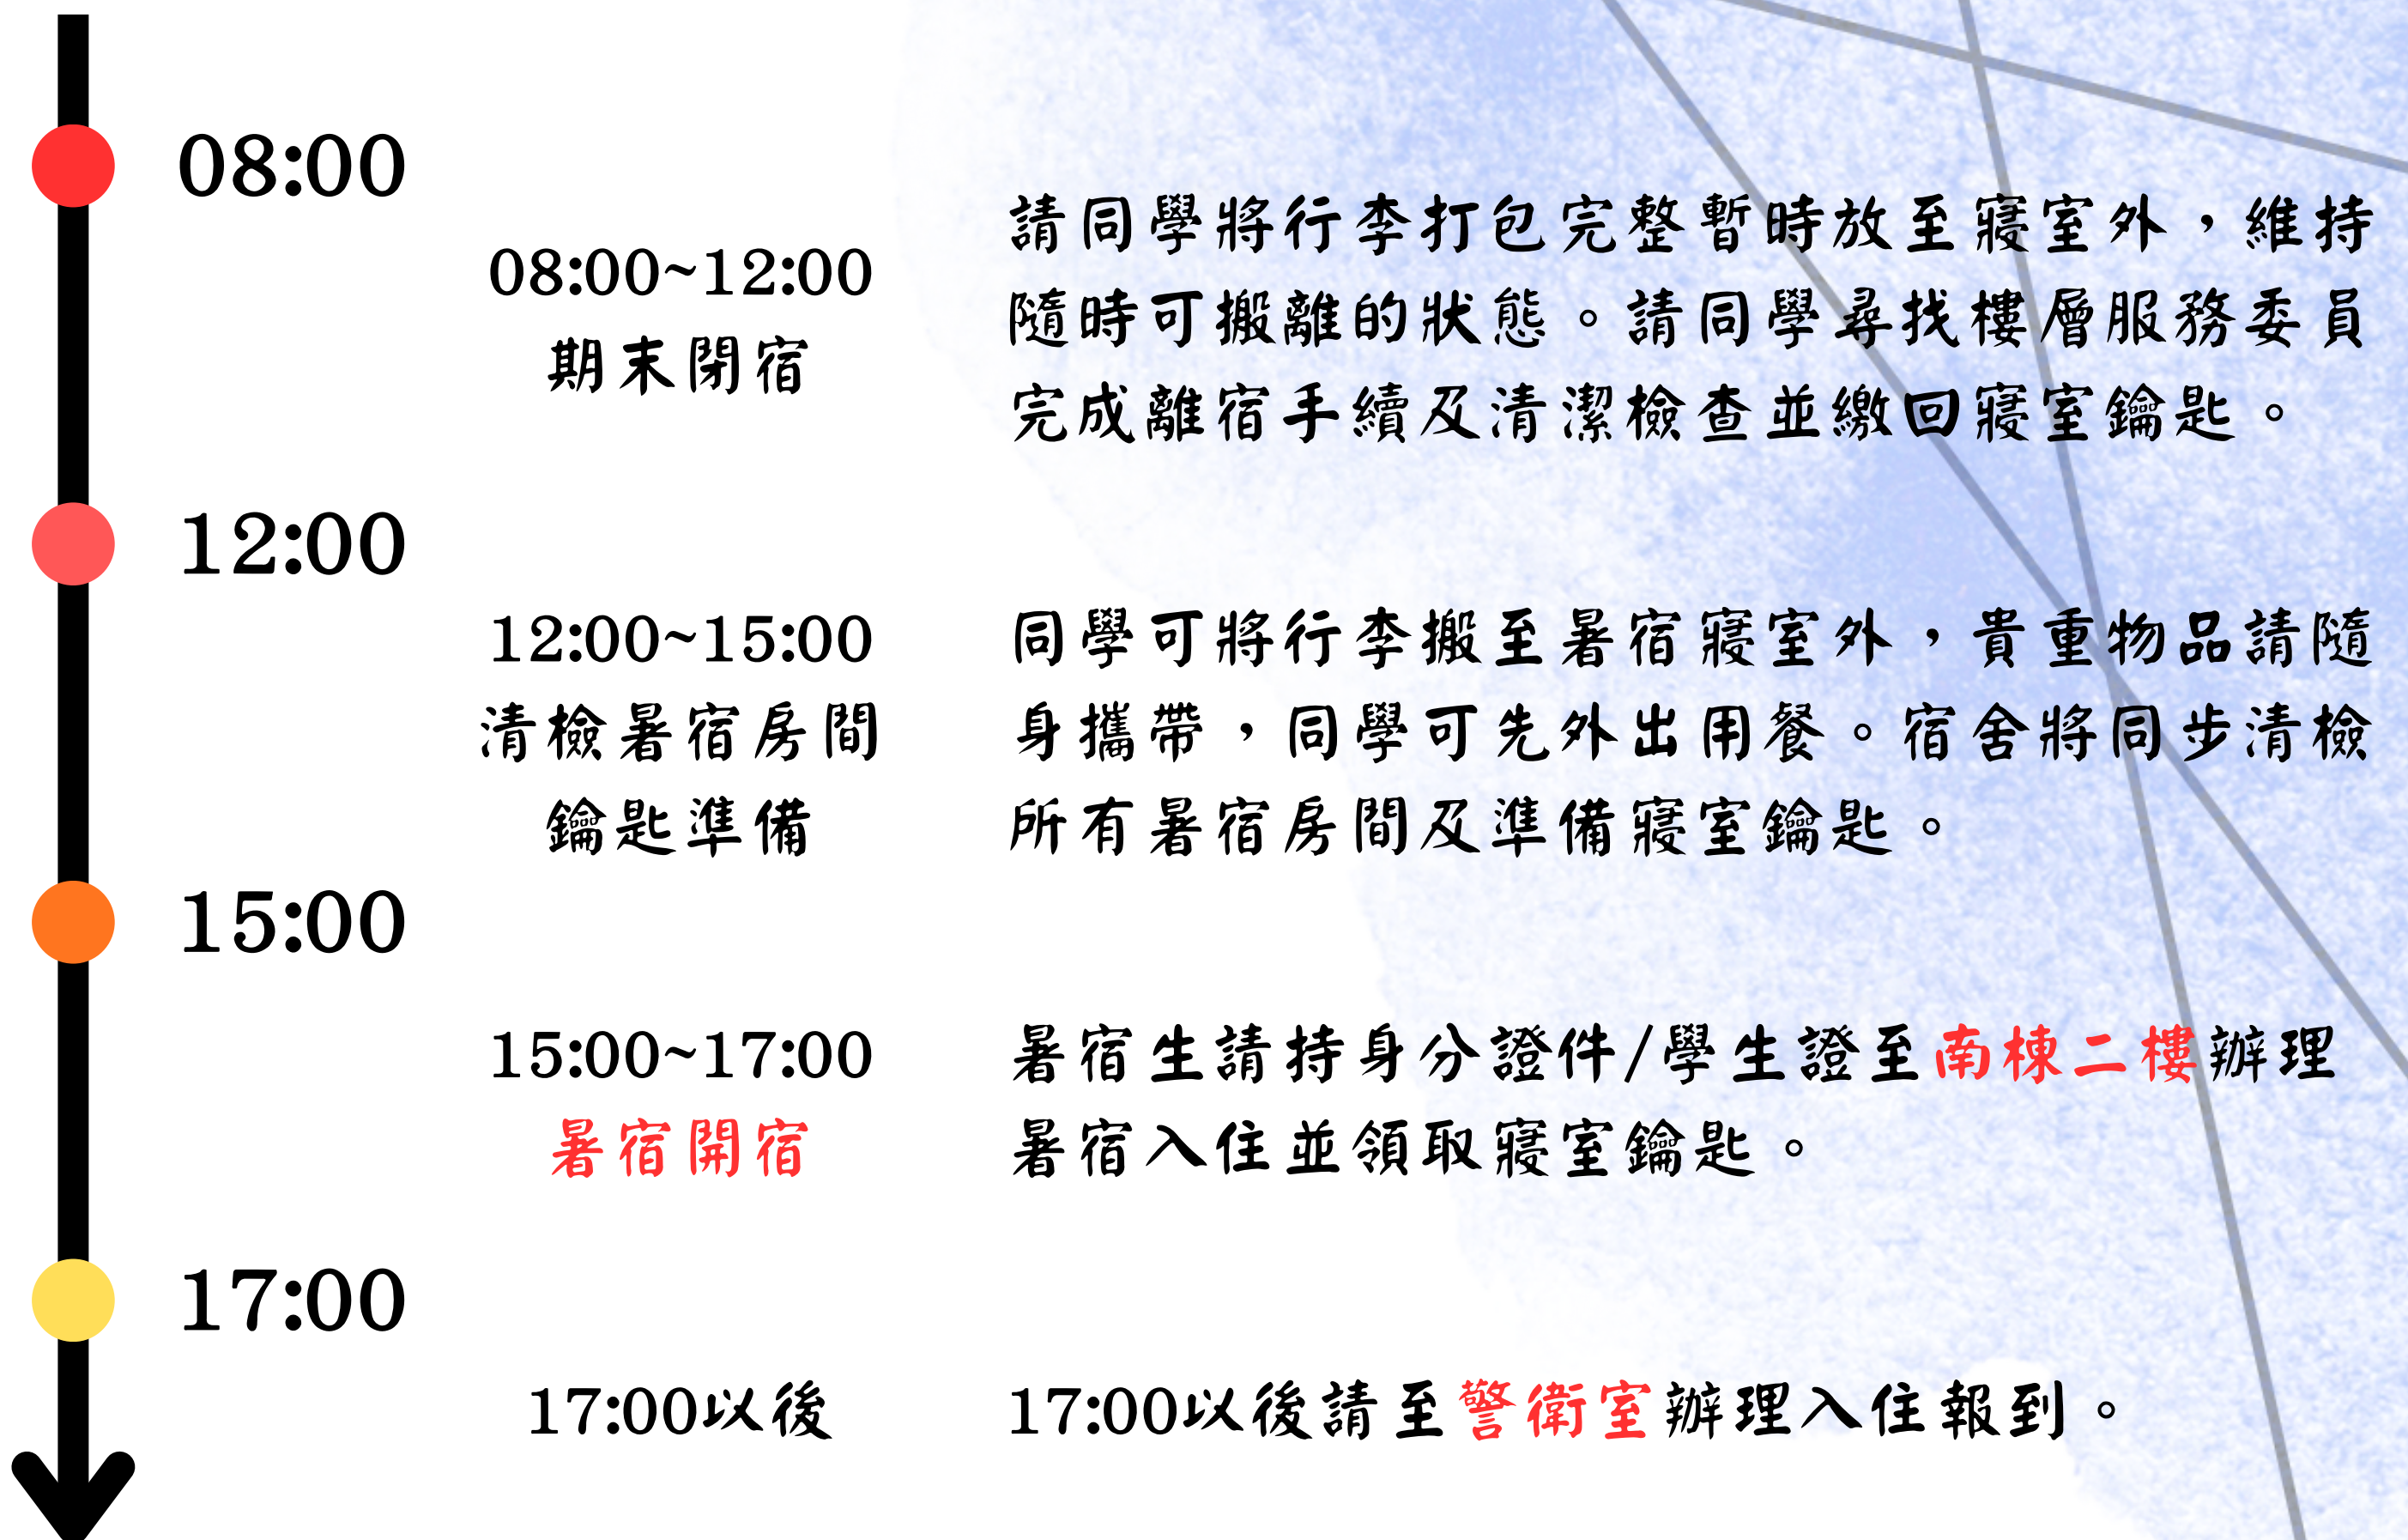 08:00
08:00~12:00
期末閉宿
請同學將行李打包完整暫時放至寢室外，維持
隨時可搬離的狀態。請同學尋找樓層服務委員
完成離宿手續及清潔檢查並繳回寢室鑰匙。
12:00
12:00~15:00
清檢暑宿房間
鑰匙準備
同學可將行李搬至暑宿寢室外，貴重物品請隨
身攜帶，同學可先外出用餐。宿舍將同步清檢
所有暑宿房間及準備寢室鑰匙。
15:00
15:00~17:00
暑宿開宿
暑宿生請持身分證件/學生證至南棟二樓辦理
暑宿入住並領取寢室鑰匙。
17:00
17:00以後
17:00以後請至警衛室辦理入住報到。